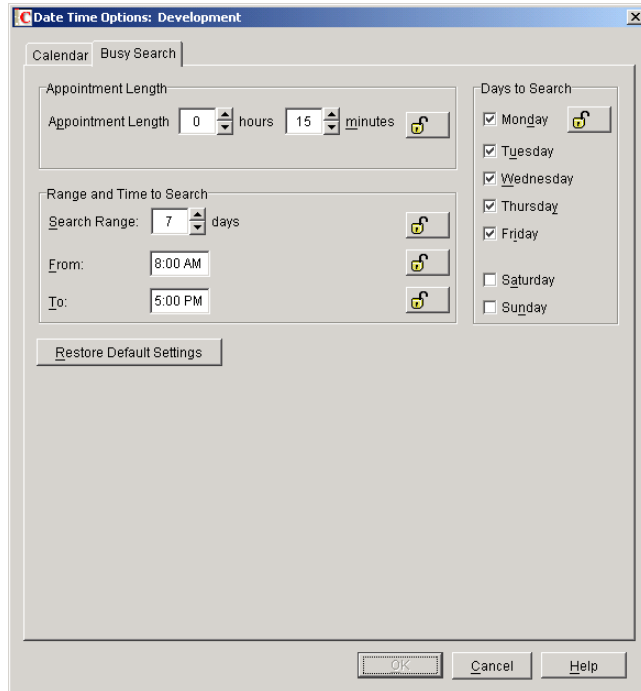 Date Time Options: Development
Calendar
Busy Search
Appointment Length
Appointment Length 0 hours 15 minutes
Range and Time to Search
Search Range: 7 days
From: 8:00 AM
To: 5:00 PM
Days to Search
Monday
Tuesday
Wednesday
Thursday
Friday
Saturday
Sunday
Restore Default Settings
OK
Cancel
Help